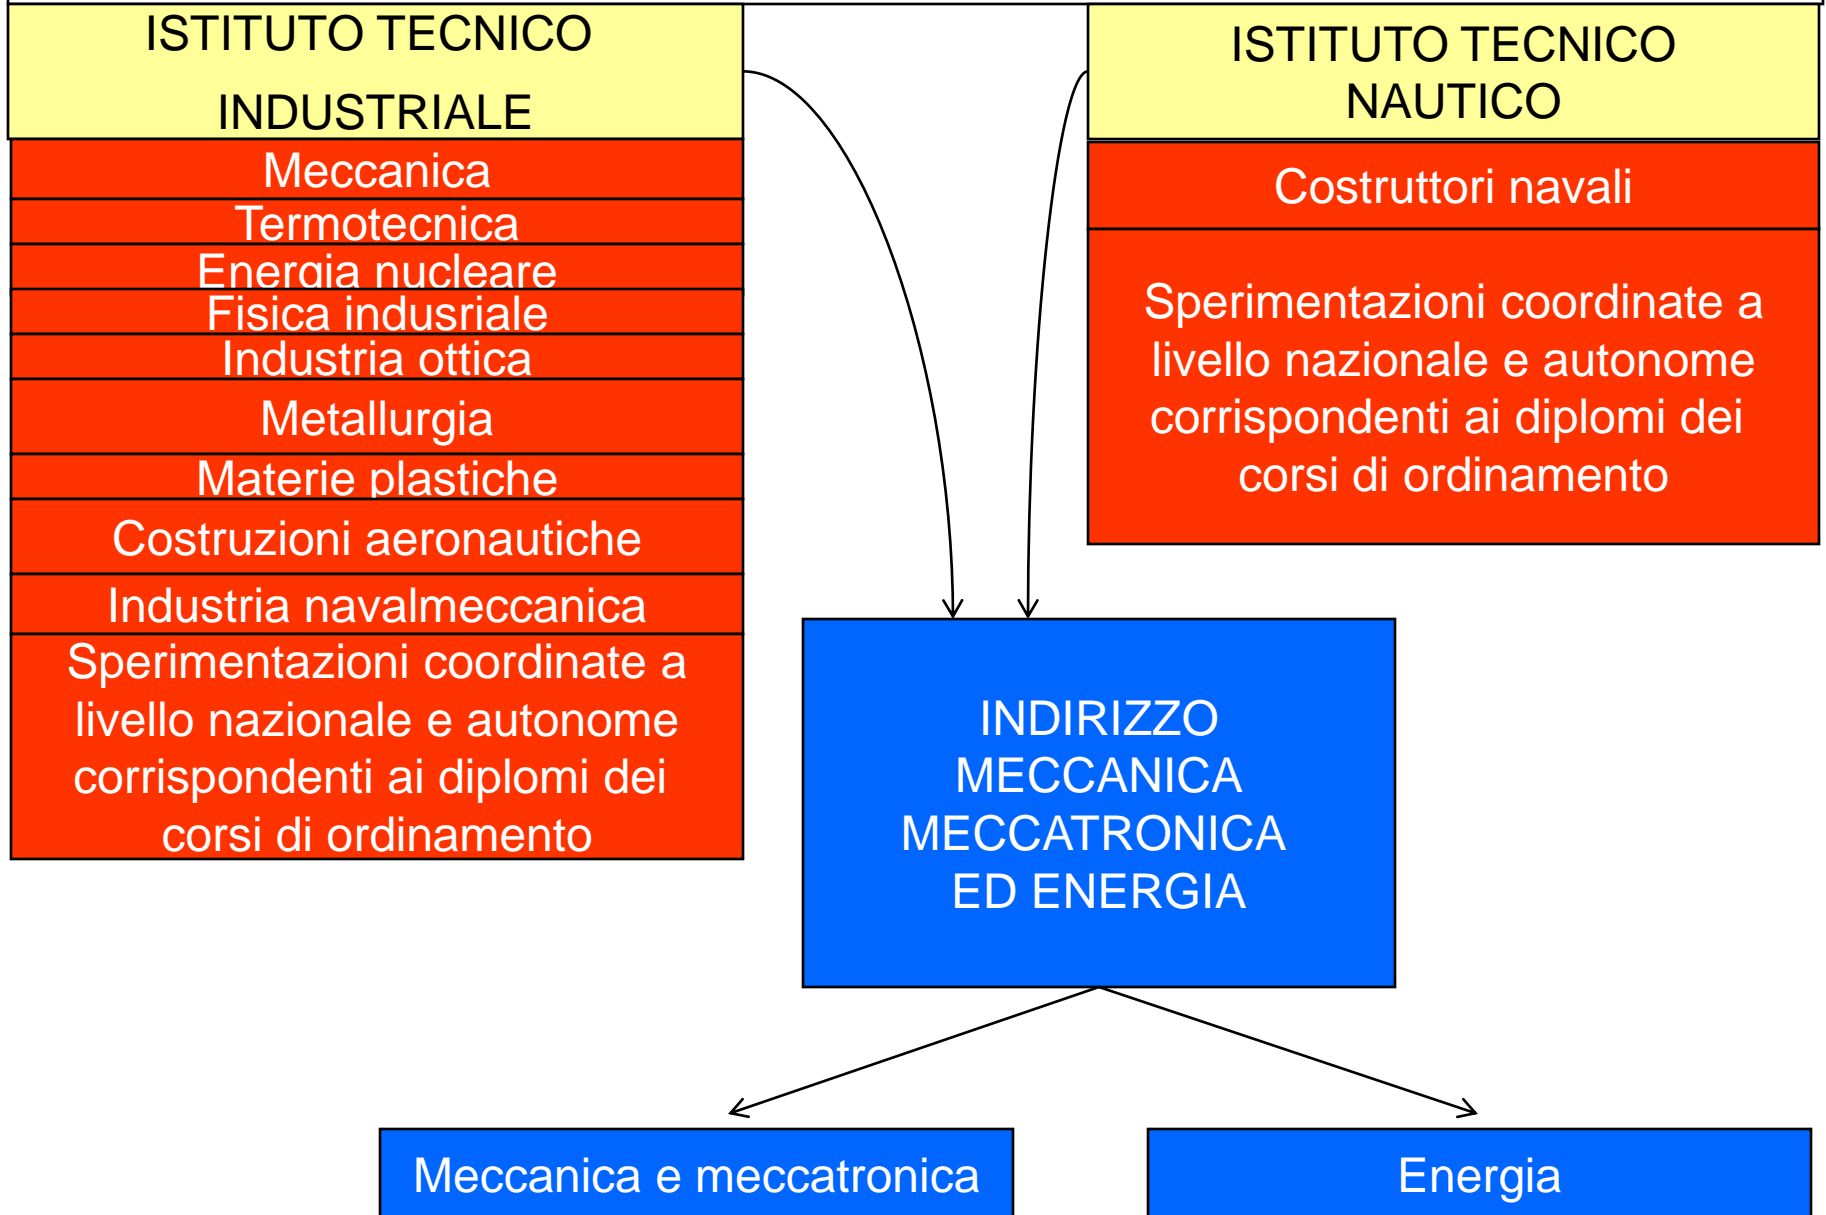 ISTITUTO TECNICO
INDUSTRIALE
Meccanica
Termotecnica
Energia nucleare
Fisica indusriale
Industria ottica
Metallurgia
Materie plastiche
Costruzioni aeronautiche
Industria navalmeccanica
Sperimentazioni coordinate a
livello nazionale e autonome
corrispondenti ai diplomi dei
corsi di ordinamento
ISTITUTO TECNICO
NAUTICO
Costruttori navali
Sperimentazioni coordinate a
livello nazionale e autonome
corrispondenti ai diplomi dei
corsi di ordinamento
INDIRIZZO
MECCANICA
MECCATRONICA
ED ENERGIA
Meccanica e meccatronica
Energia